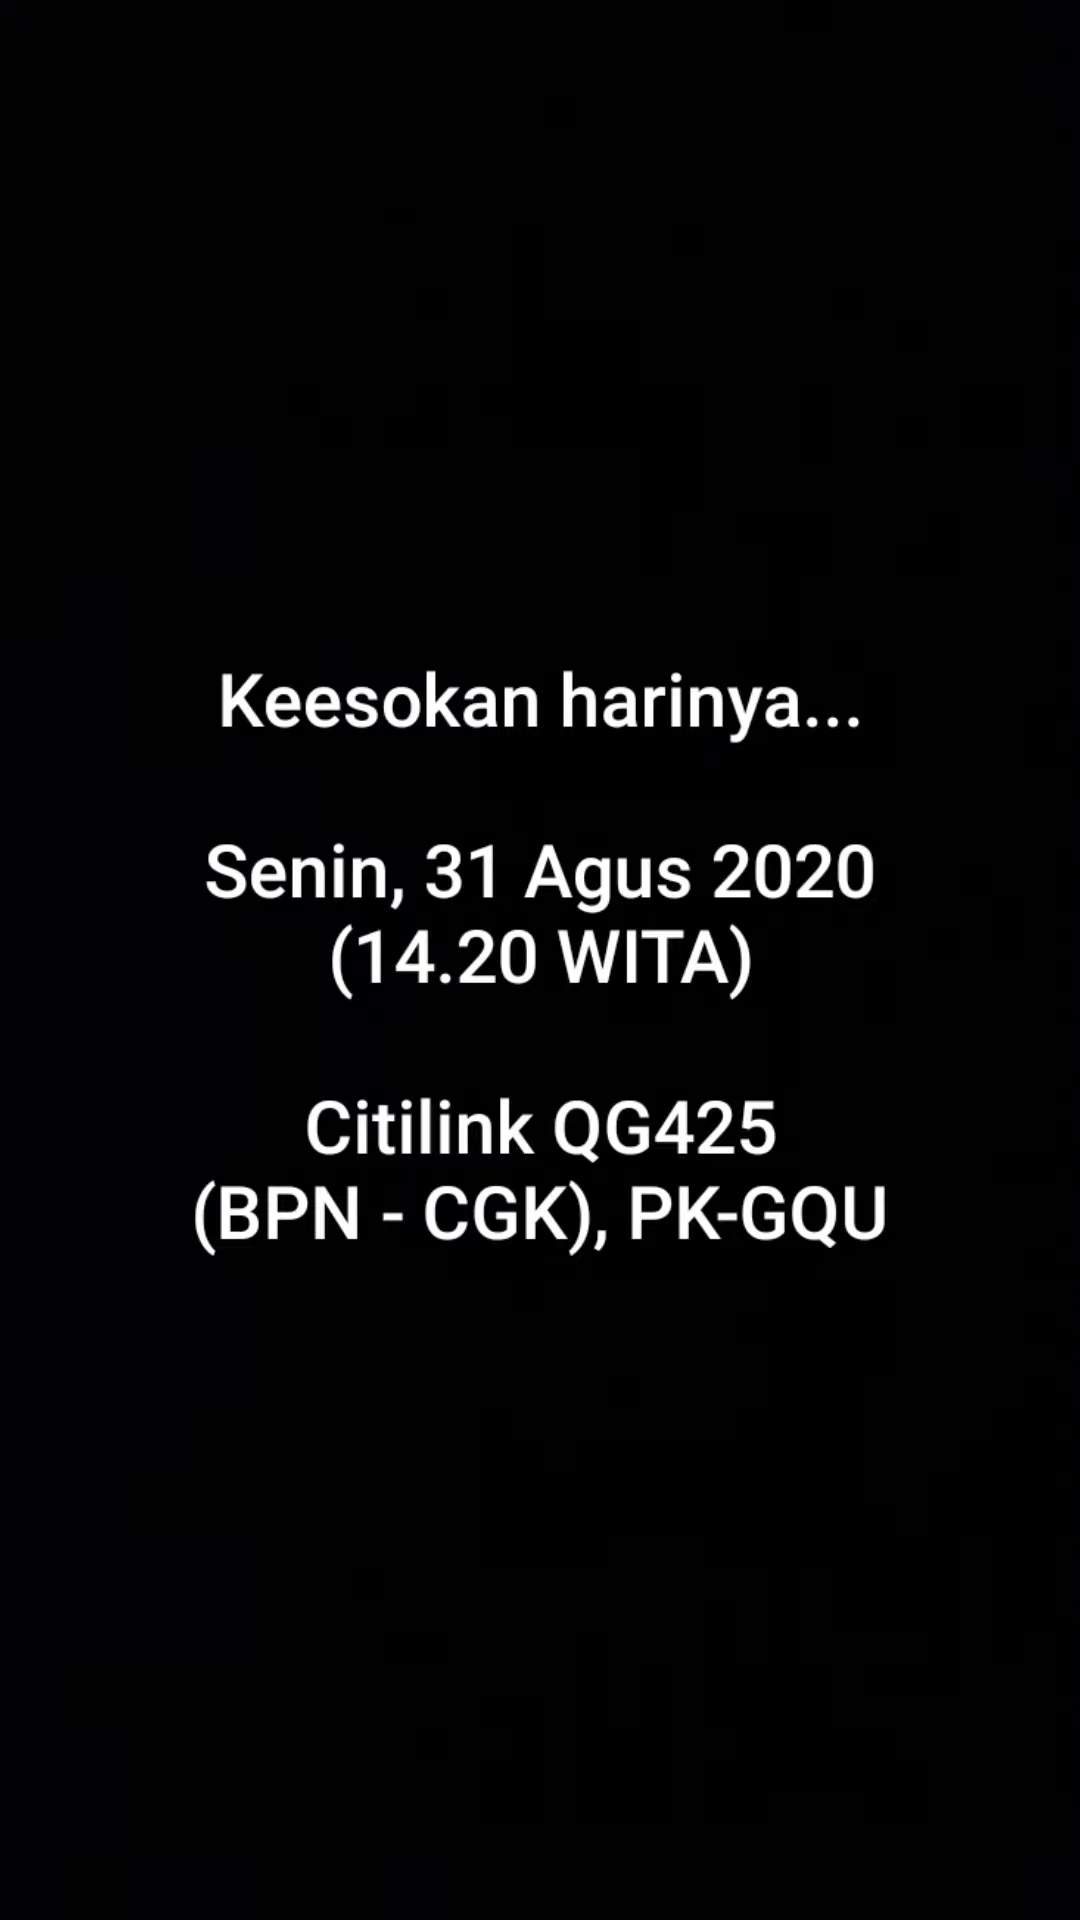 Keesokan harinya...
Senin, 31 Agus 2020
(14.20 WITA)
Citilink QG425
(BPN - CGK), PK-GQU